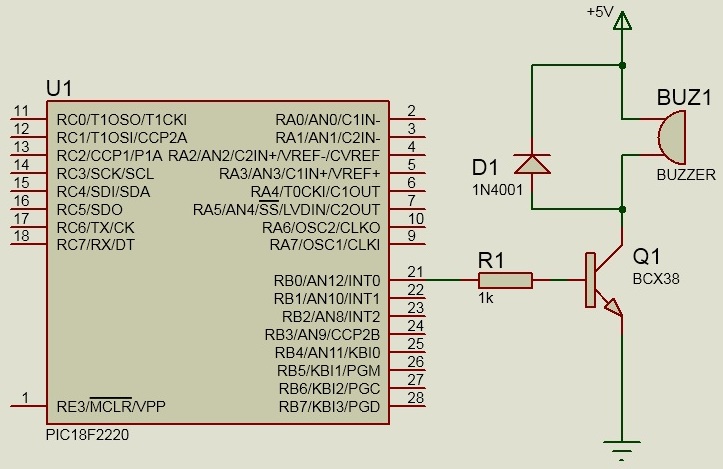 +5V
U1
11 RC0/T1OSO/T1CKI RA0/AN0/C1IN- 2
12 RC1/T1OSI/CCP2A RA1/AN1/C2IN- 3
13 RC2/CCP1/P1A RA2/AN2/C2IN+/VREF-/CVREF 4
14 RC3/SCK/SCL RA3/AN3/C1IN+/VREF+ 5
15 RC4/SDI/SDA RA4/T0CKI/C1OUT 6
16 RC5/SDO RA5/AN4/SS/LVDIN/C2OUT 7
17 RC6/TX/CK RA6/OSC2/CLKO 10
18 RC7/RX/DT RA7/OSC1/CLKI 9
RB0/AN12/INT0 21
RB1/AN10/INT1 22
RB2/AN8/INT2 23
RB3/AN9/CCP2B 24
RB4/AN11/KBI0 25
RB5/KBI1/PGM 26
RB6/KBI2/PGC 27
1 RE3/MCLR/VPP RB7/KBI3/PGD 28
PIC18F2220
D1
1N4001
BUZ1
BUZZER
R1
1k
Q1
BCX38